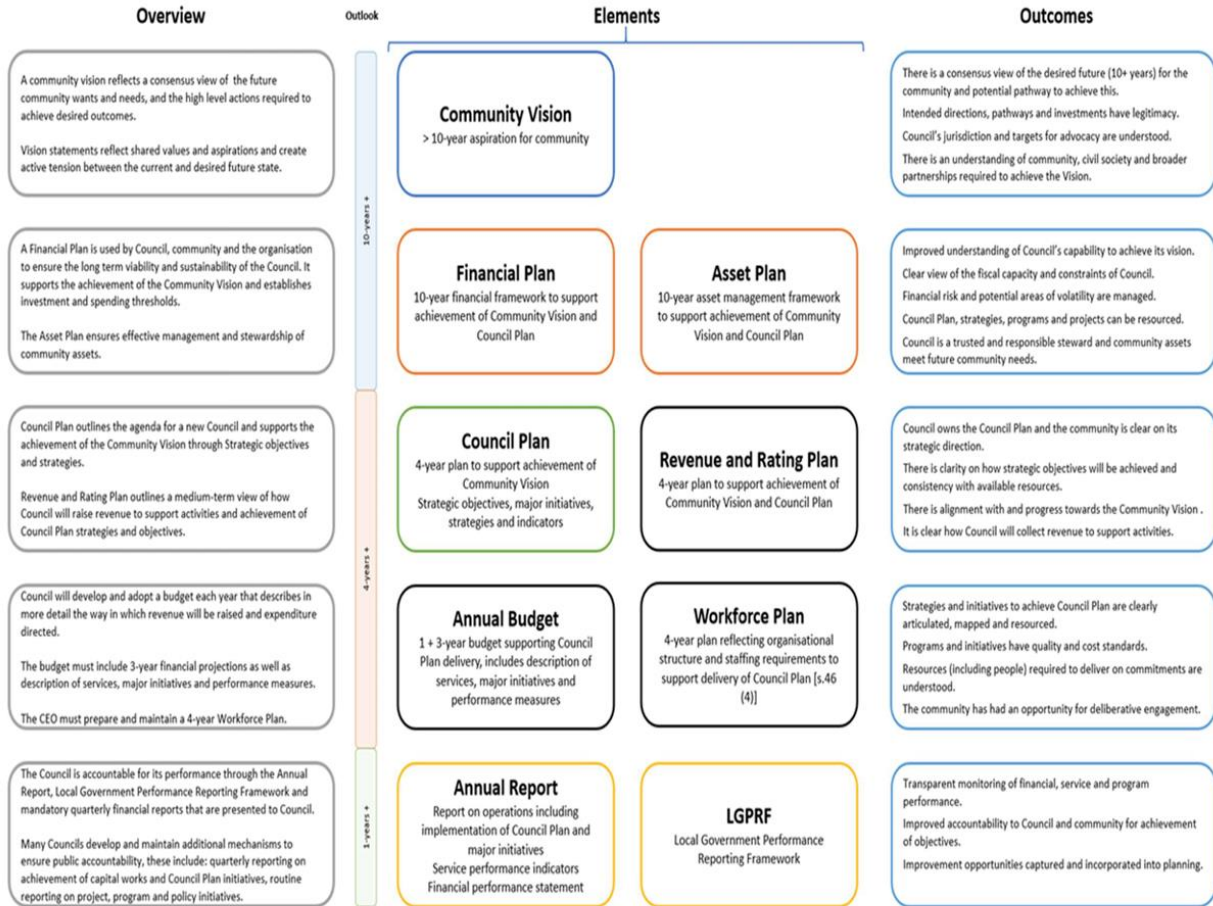 Overview
Outlook
Elements
Outcomes
A community vision reflects a consensus view of the future
community wants and needs, and the high level actions required to
achieve desired outcomes.
Vision statements reflect shared values and aspirations and create
active tension between the current and desired future state.
10-years +
Community Vision
> 10-year aspiration for community
There is a consensus view of the desired future (10+ years) for the
community and potential pathway to achieve this.
Intended directions, pathways and investments have legitimacy.
Council's jurisdiction and targets for advocacy are understood.
There is an understanding of community, civil society and broader
partnerships required to achieve the Vision.
A Financial Plan is used by Council, community and the organisation
to ensure the long term viability and sustainability of the Council. It
supports the achievement of the Community Vision and establishes
investment and spending thresholds.
The Asset Plan ensures effective management and stewardship of
community assets.
Financial Plan
10-year financial framework to support
achievement of Community Vision and
Council Plan
Asset Plan
10-year asset management framework
to support achievement of Community
Vision and Council Plan
Improved understanding of Council's capability to achieve its vision.
Clear view of the fiscal capacity and constraints of Council.
Financial risk and potential areas of volatility are managed.
Council Plan, strategies, programs and projects can be resourced.
Council is a trusted and responsible steward and community assets
meet future community needs.
Council Plan outlines the agenda for a new Council and supports the
achievement of the Community Vision through Strategic objectives
and strategies.
Revenue and Rating Plan outlines a medium-term view of how
Council will raise revenue to support activities and achievement of
Council Plan strategies and objectives.
4-years +
Council Plan
4-year plan to support achievement of
Community Vision
Strategic objectives, major initiatives,
strategies and indicators
Revenue and Rating Plan
4-year plan to support achievement of
Community Vision and Council Plan
Council owns the Council Plan and the community is clear on its
strategic direction.
There is clarity on how strategic objectives will be achieved and
consistency with available resources.
There is alignment with and progress towards the Community Vision .
It is clear how Council will collect revenue to support activities.
Council will develop and adopt a budget each year that describes in
more detail the way in which revenue will be raised and expenditure
directed.
The budget must include 3-year financial projections as well as
description of services, major initiatives and performance measures.
The CEO must prepare and maintain a 4-year Workforce Plan.
Annual Budget
1 + 3-year budget supporting Council
Plan delivery, includes description of
services, major initiatives and
performance measures
Workforce Plan
4-year plan reflecting organisational
structure and staffing requirements to
support delivery of Council Plan [s.46
(4)]
Strategies and initiatives to achieve Council Plan are clearly
articulated, mapped and resourced.
Programs and initiatives have quality and cost standards.
Resources (including people) required to deliver on commitments are
understood.
The community has had an opportunity for deliberative engagement.
The Council is accountable for its performance through the Annual
Report, Local Government Performance Reporting Framework and
mandatory quarterly financial reports that are presented to Council.
Many Councils develop and maintain additional mechanisms to
ensure public accountability, these include: quarterly reporting on
achievement of capital works and Council Plan initiatives, routine
reporting on project, program and policy initiatives.
1-years +
Annual Report
Report on operations including
implementation of Council Plan and
major initiatives
Service performance indicators
Financial performance statement
LGPRF
Local Government Performance
Reporting Framework
Transparent monitoring of financial, service and program
performance.
Improved accountability to Council and community for achievement
of objectives.
Improvement opportunities captured and incorporated into planning.